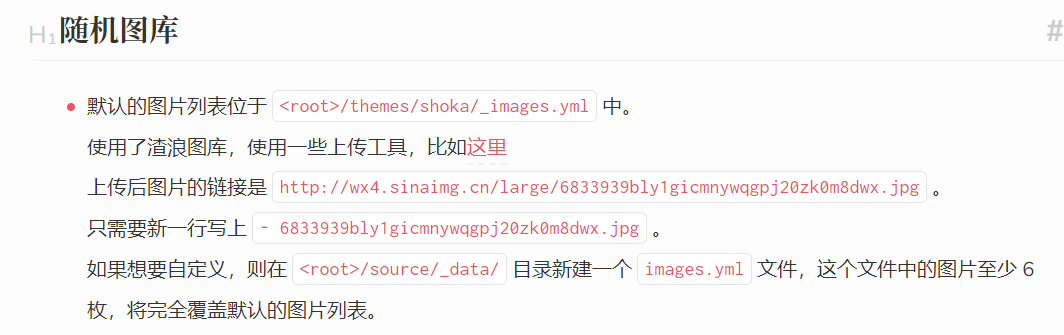 H1随机图库 #
默认的图片列表位于 <root>/themes/shoka/_images.yml 中。
使用了渣浪图库，使用一些上传工具，比如这里
上传后图片的链接是 http://wx4.sinaimg.cn/large/6833939bly1gicmnywqgpj20zk0m8dwx.jpg 。
只需要新一行写上 - 6833939bly1gicmnywqgpj20zk0m8dwx.jpg 。
如果想要自定义，则在 <root>/source/_data/ 目录新建一个 images.yml 文件，这个文件中的图片至少 6
枚，将完全覆盖默认的图片列表。